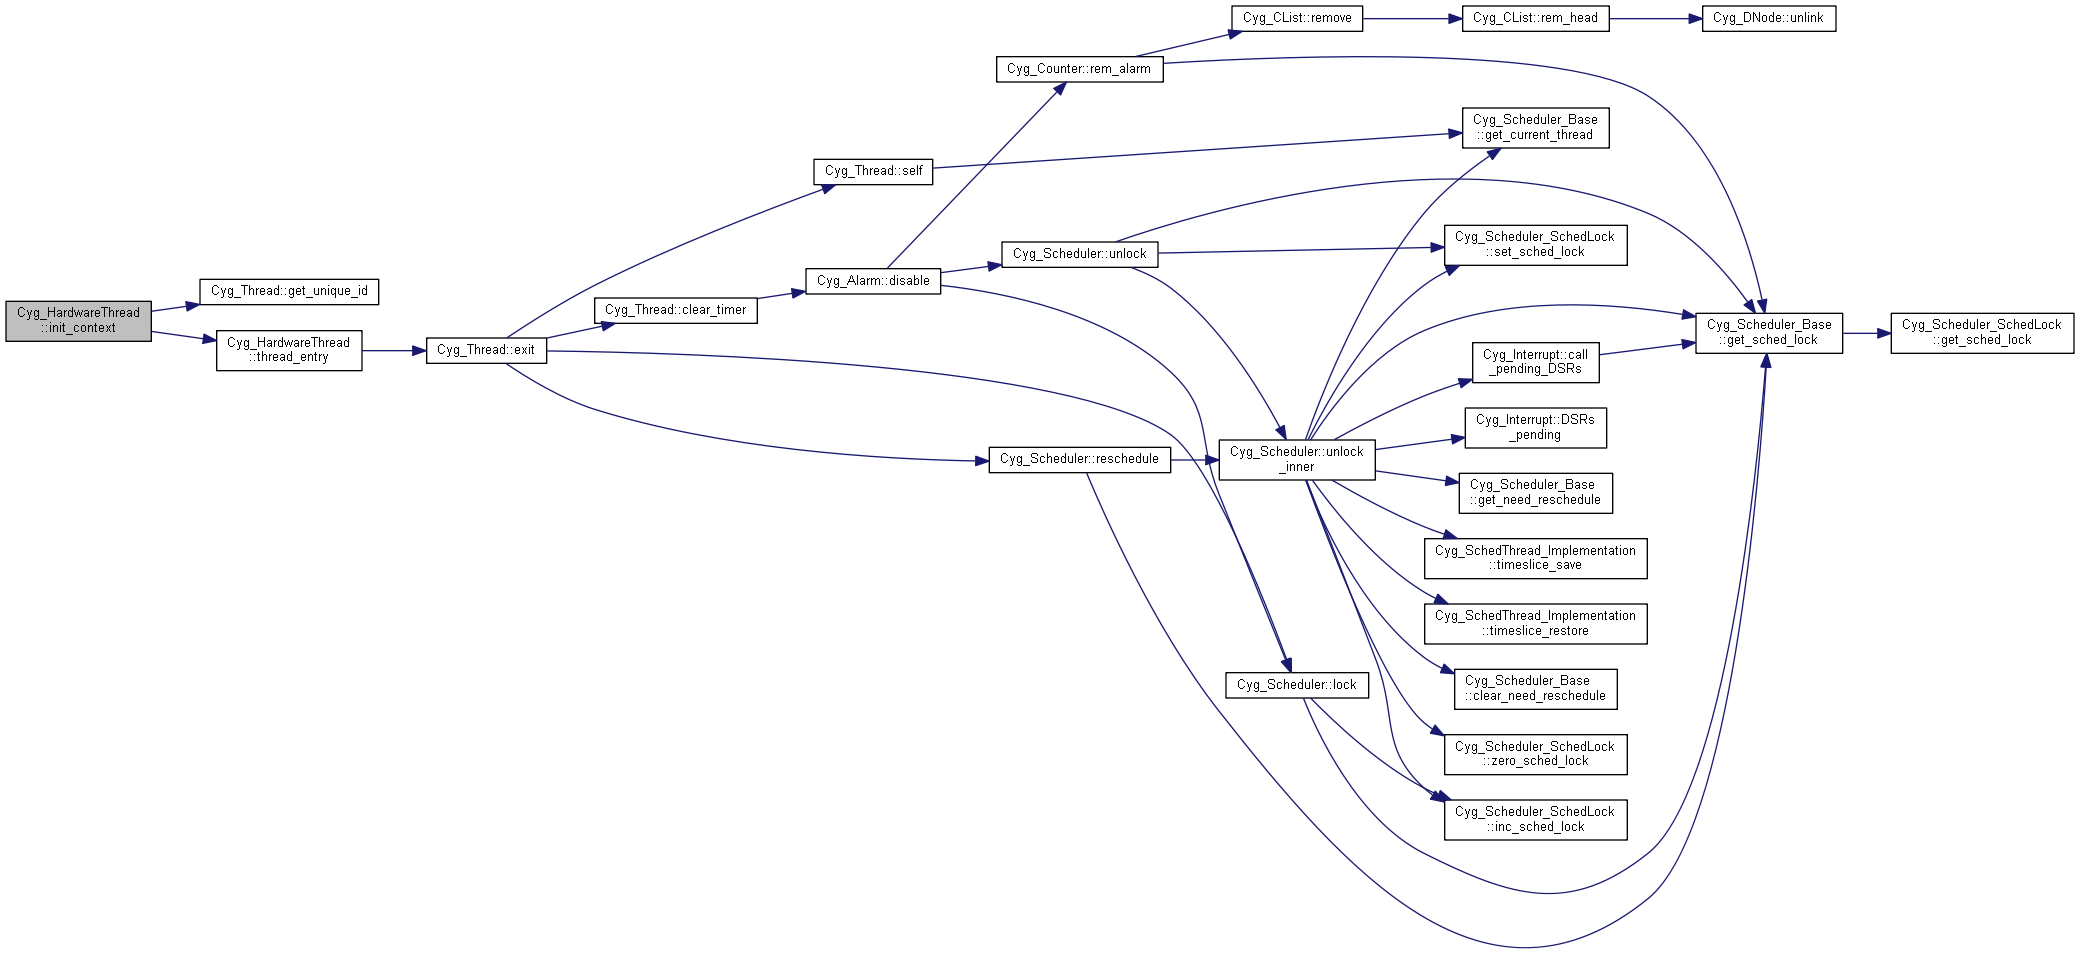 Cyg_HardwareThread
::init_context
Cyg_Thread::get_unique_id
Cyg_HardwareThread
::thread_entry
Cyg_Thread::exit
Cyg_Thread::self
Cyg_Thread::clear_timer
Cyg_Alarm::disable
Cyg_Counter::rem_alarm
Cyg_Scheduler::unlock
Cyg_Scheduler::reschedule
Cyg_CList::remove
Cyg_CList::rem_head
Cyg_DNode::unlink
Cyg_Scheduler::unlock
_inner
Cyg_Scheduler::lock
Cyg_Scheduler_Base
::get_current_thread
Cyg_Scheduler_SchedLock
::set_sched_lock
Cyg_Interrupt::call
_pending_DSRs
Cyg_Interrupt::DSRs
_pending
Cyg_Scheduler_Base
::get_need_reschedule
Cyg_SchedThread_Implementation
::timeslice_save
Cyg_SchedThread_Implementation
::timeslice_restore
Cyg_Scheduler_Base
::clear_need_reschedule
Cyg_Scheduler_SchedLock
::zero_sched_lock
Cyg_Scheduler_SchedLock
::inc_sched_lock
Cyg_Scheduler_Base
::get_sched_lock
Cyg_Scheduler_SchedLock
::get_sched_lock